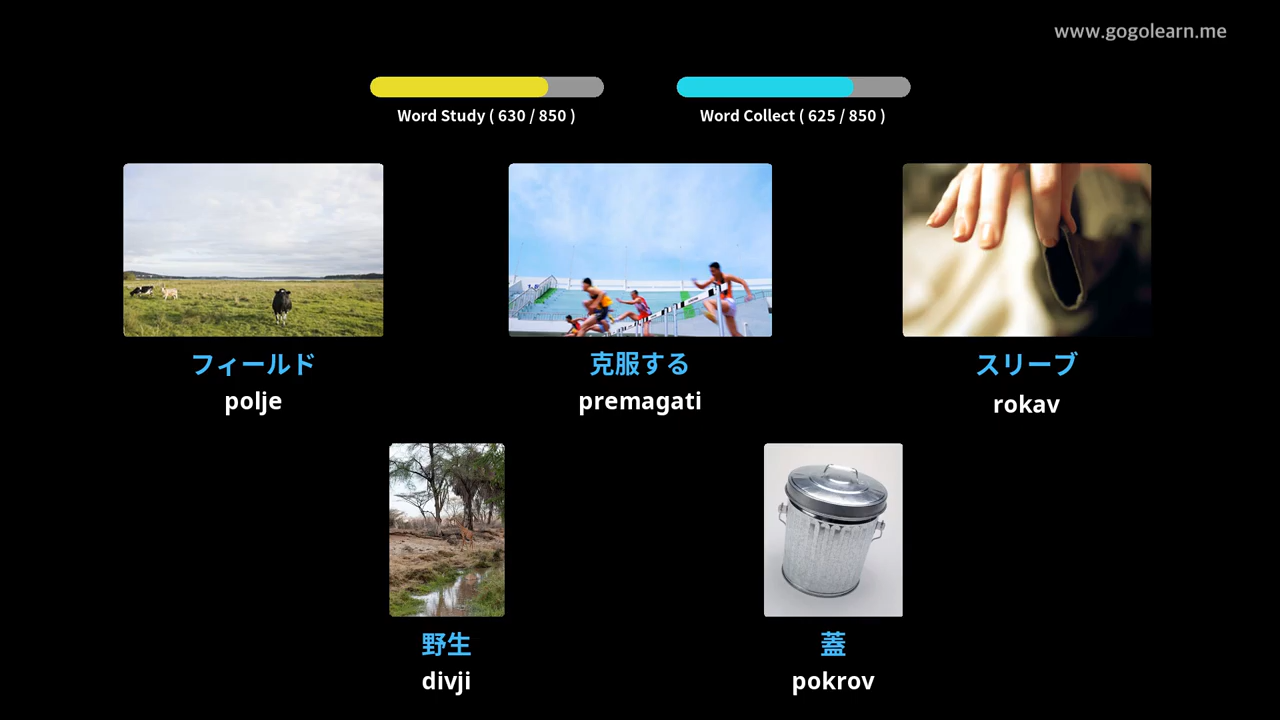 www.gogolearn.me
Word Study ( 630 / 850 )
Word Collect ( 625 / 850 )
フィールド
polje
克服する
premagati
スリーブ
rokav
野生
divji
蓋
pokrov